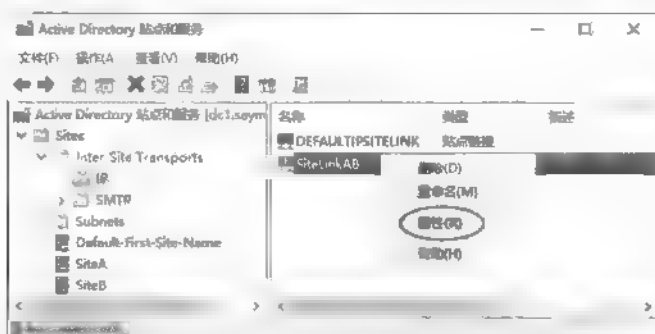 Active Directory 站点和服务
文件(F) 操作(A 查看(V) 帮助(H)
Active Directory 站点和服务 [dc1.saym
Sites
Inter-Site Transports
IP
SMTP
Subnets
Default-First-Site-Name
SiteA
SiteB
名称 类型 描述
DEFAULTIPSITELINK 站点链接
SiteLinkAB
删除(D)
重命名(M)
属性(R)
帮助(H)